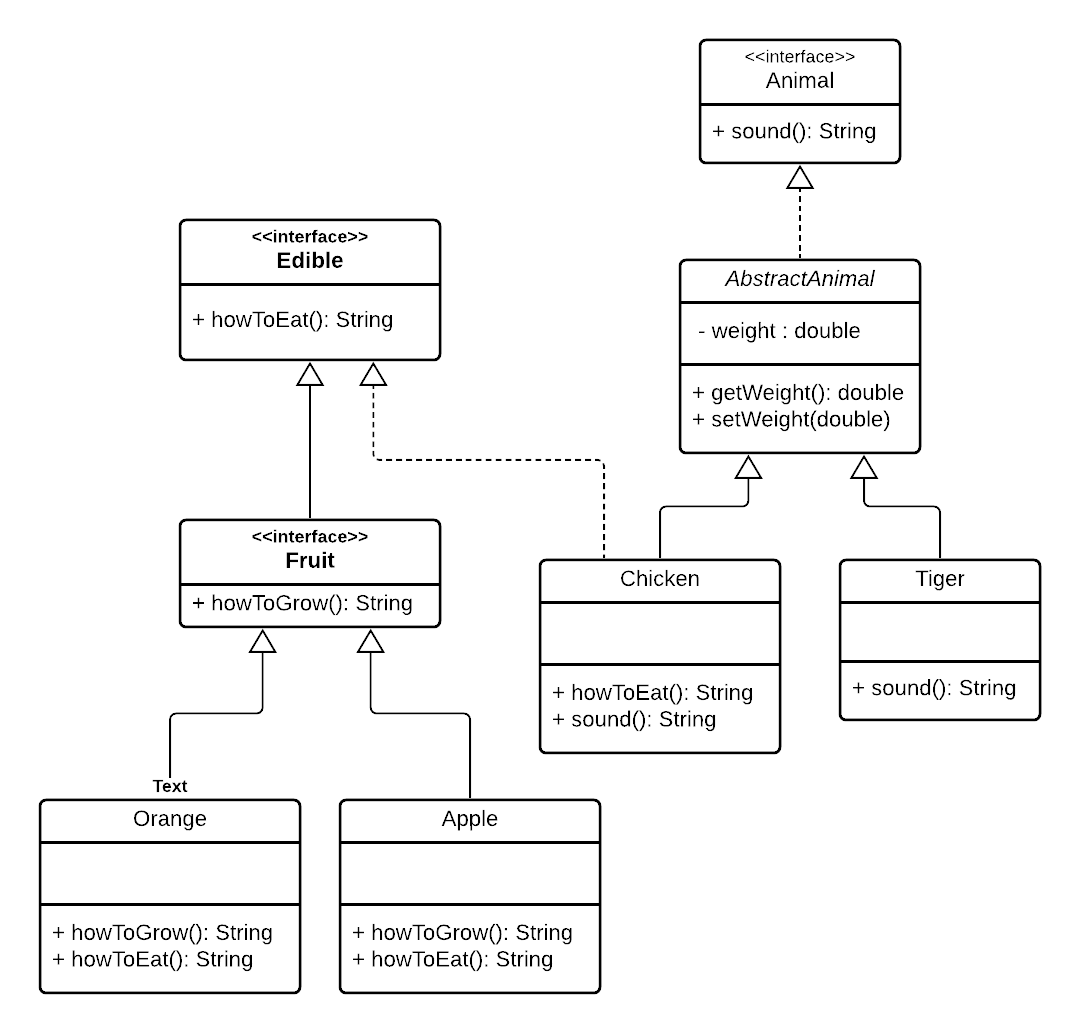 <<interface>>
Animal
+ sound(): String
<<interface>>
Edible
+ howToEat(): String
AbstractAnimal
- weight : double
+ getWeight(): double
+ setWeight(double)
<<interface>>
Fruit
+ howToGrow(): String
Chicken
+ howToEat(): String
+ sound(): String
Tiger
+ sound(): String
Text
Orange
+ howToGrow(): String
+ howToEat(): String
Apple
+ howToGrow(): String
+ howToEat(): String